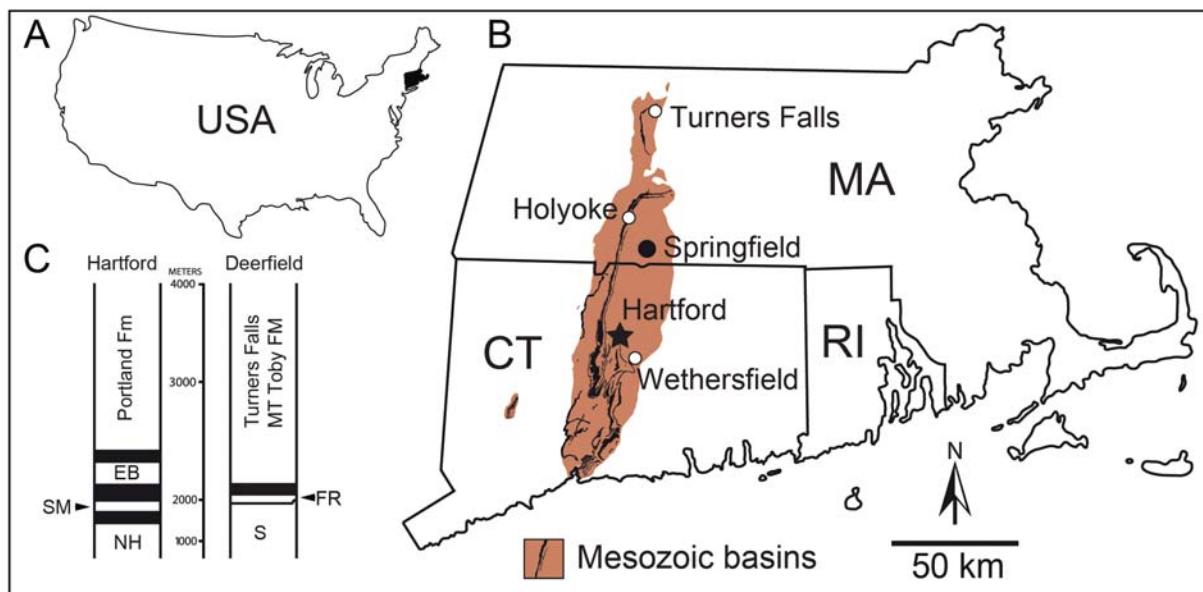 A
USA
B
Turners Falls
MA
Holyoke
Springfield
Hartford
CT
RI
Wethersfield
N
50 km
Mesozoic basins
C
Hartford
METERS
Deerfield
4000
3000
2000
1000
Portland Fm
EB
SM
NH
Turners Falls
MT Toby FM
FR
S